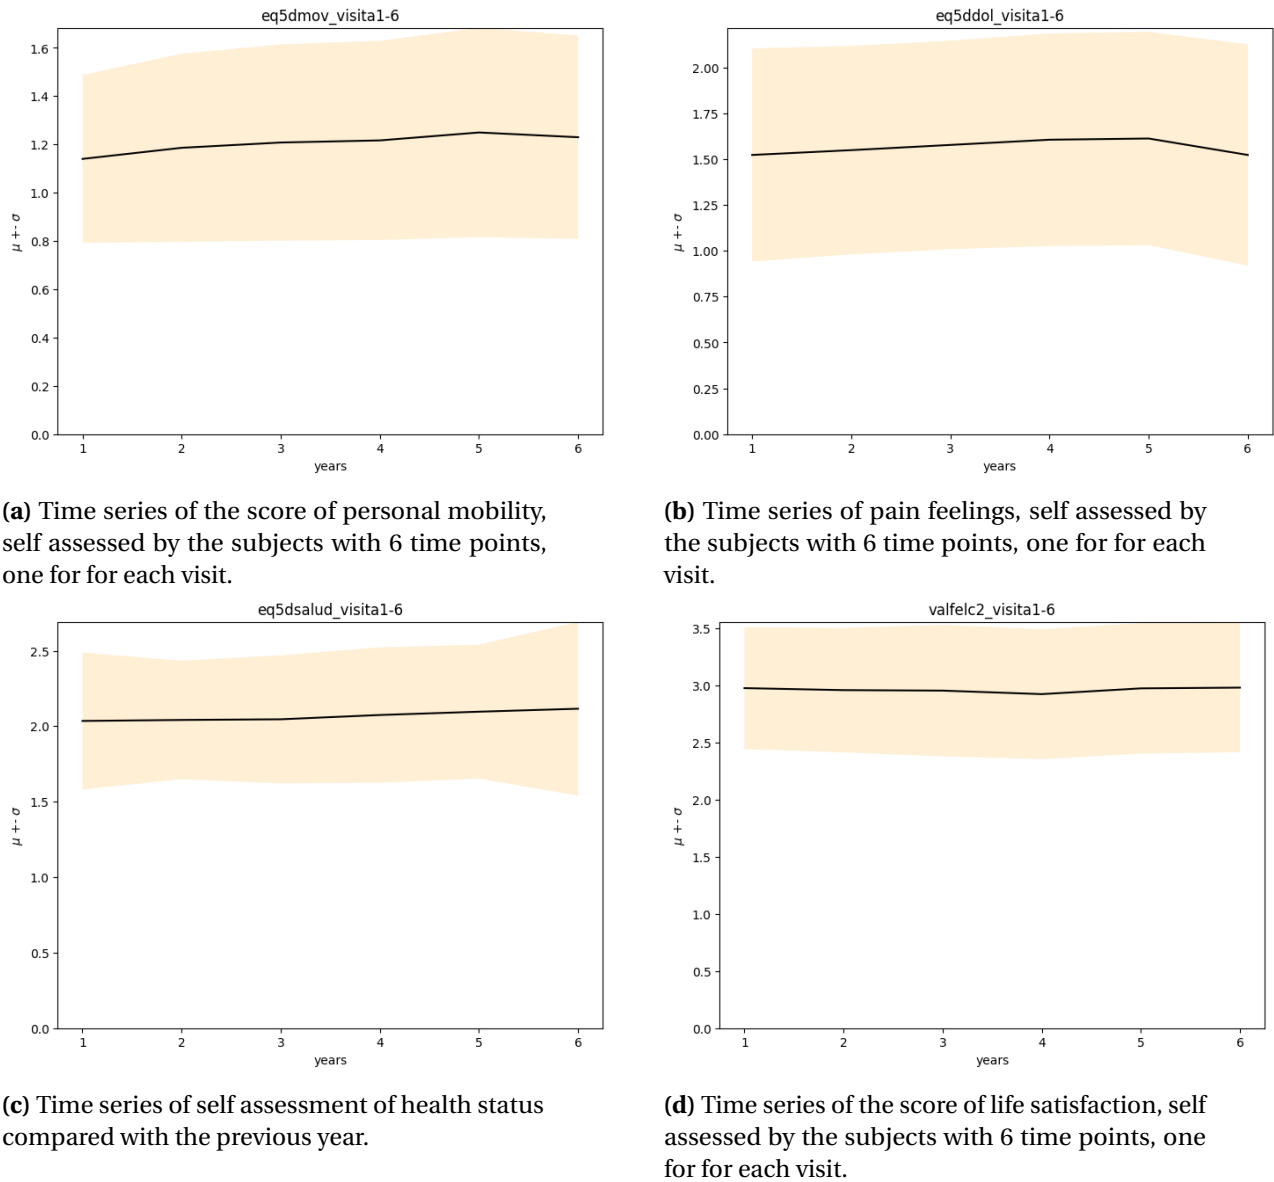 eq5dmov_visita1-6
1.6
1.4
1.2
1.0
0.8
0.6
0.4
0.2
0.0
μ +- σ
1 2 3 4 5 6
years
(a) Time series of the score of personal mobility,
self assessed by the subjects with 6 time points,
one for for each visit.
eq5ddol_visita1-6
2.00
1.75
1.50
1.25
1.00
0.75
0.50
0.25
0.00
μ +- σ
1 2 3 4 5 6
years
(b) Time series of pain feelings, self assessed by
the subjects with 6 time points, one for for each
visit.
eq5dsalud_visita1-6
2.5
2.0
1.5
1.0
0.5
0.0
μ +- σ
1 2 3 4 5 6
years
(c) Time series of self assessment of health status
compared with the previous year.
valfelc2_visita1-6
3.5
3.0
2.5
2.0
1.5
1.0
0.5
0.0
μ +- σ
1 2 3 4 5 6
years
(d) Time series of the score of life satisfaction, self
assessed by the subjects with 6 time points, one
for for each visit.